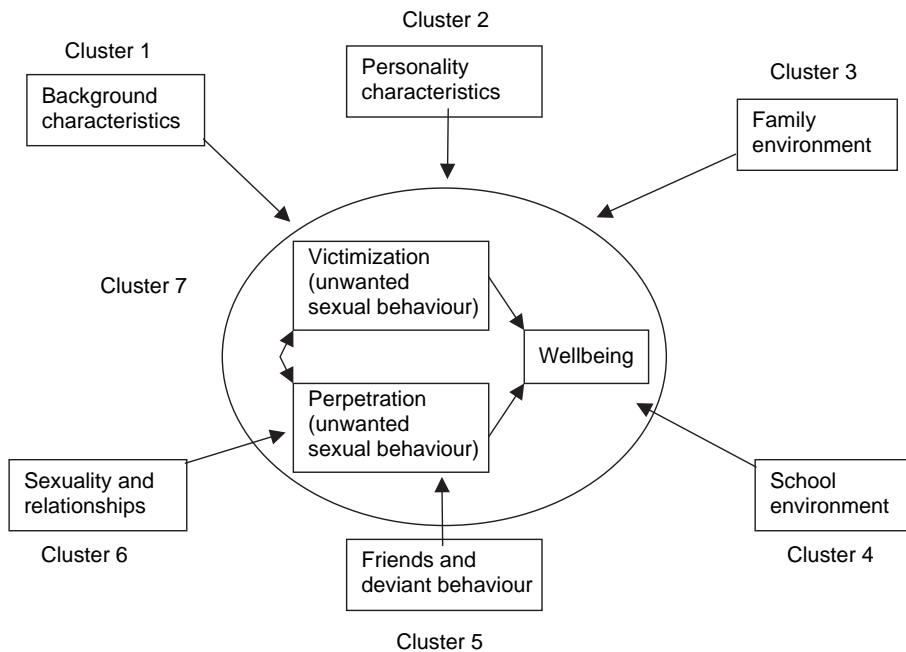 Cluster 2
Cluster 1
Personality
characteristics
Cluster 3
Background
characteristics
Family
environment
Cluster 7
Victimization
(unwanted
sexual behaviour)
Wellbeing
Perpetration
(unwanted
sexual behaviour)
Sexuality and
relationships
Cluster 6
School
environment
Cluster 4
Friends and
deviant behaviour
Cluster 5